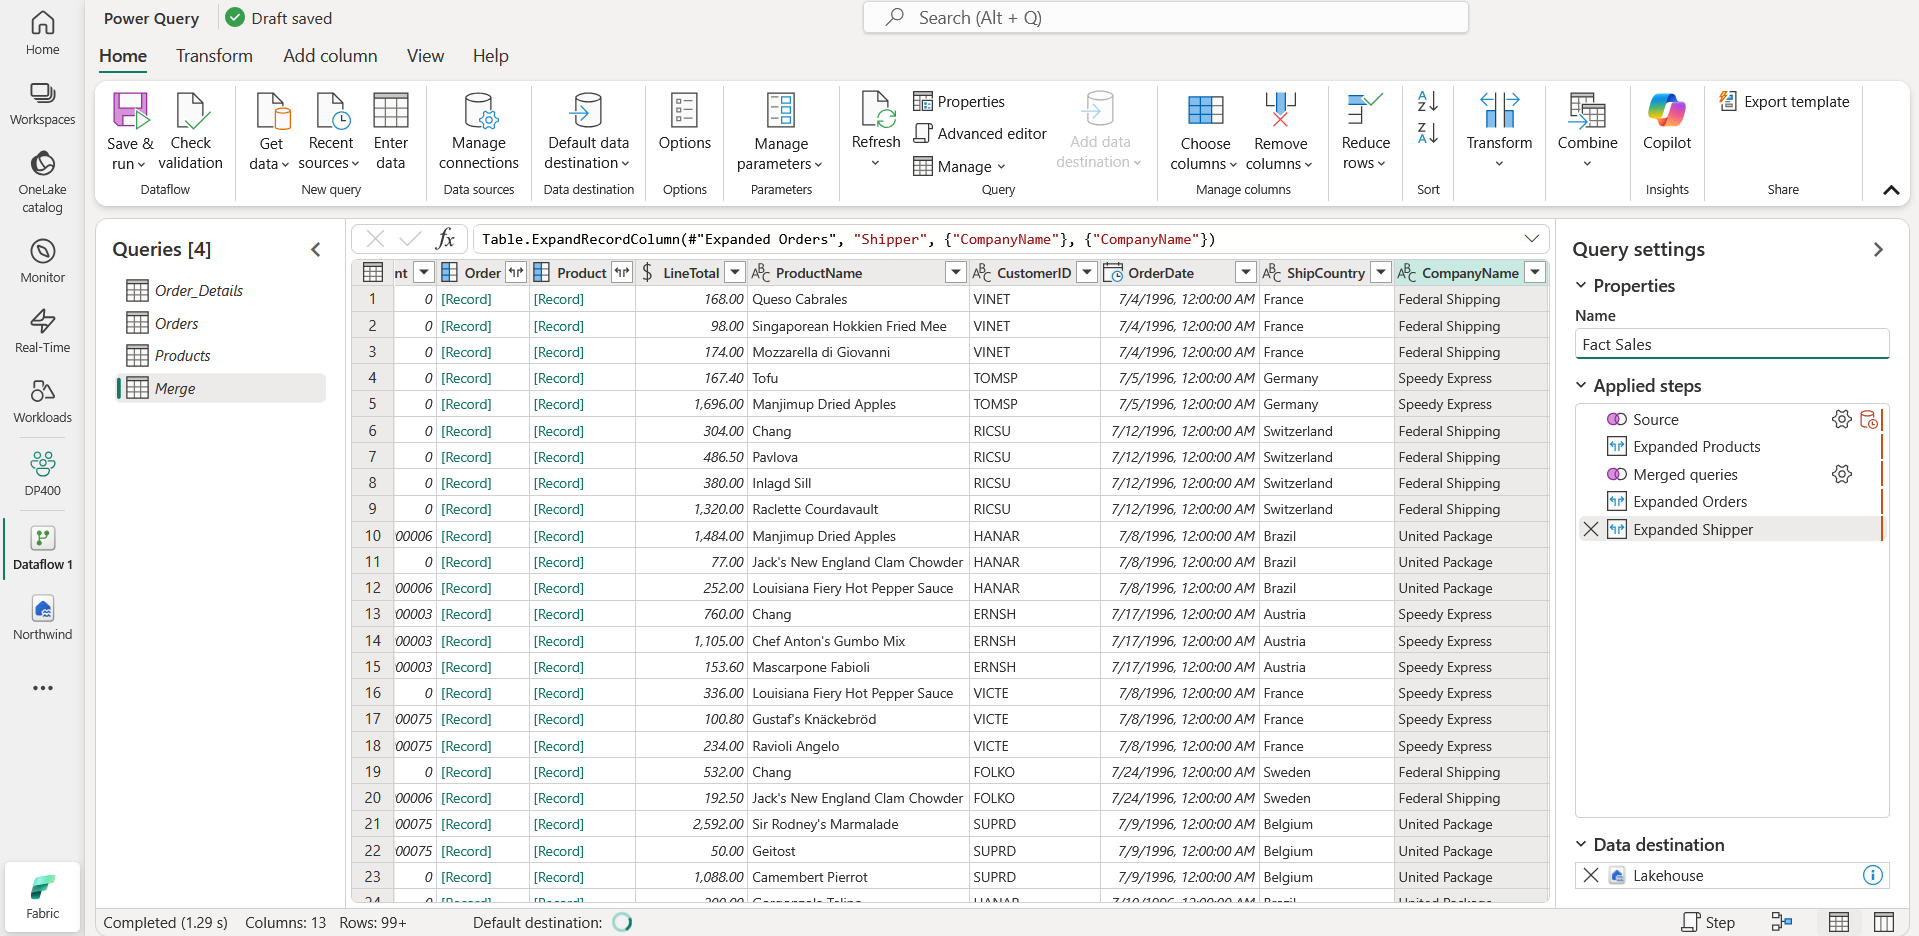 Power Query
Draft saved
Search (Alt + Q)
Home
Transform
Add column
View
Help
Save & run
Check validation
Dataflow
Get data
Recent sources
Enter data
New query
Manage connections
Data sources
Default data destination
Data destination
Options
Options
Manage parameters
Parameters
Refresh
Properties
Advanced editor
Manage
Add data destination
Query
Choose columns
Remove columns
Manage columns
Reduce rows
A Z
Z A
Sort
Transform
Combine
Copilot
Insights
Export template
Share
Home
Workspaces
OneLake catalog
Monitor
Real-Time
Workloads
DP400
Dataflow 1
Northwind
Fabric
Queries [4]
Order_Details
Orders
Products
Merge
fx Table.ExpandRecordColumn(#"Expanded Orders", "Shipper", {"CompanyName"}, {"CompanyName"})
nt Order Product $ LineTotal ABC ProductName ABC CustomerID OrderDate ABC ShipCountry ABC CompanyName
1 0 [Record] [Record] 168.00 Queso Cabrales VINET 7/4/1996, 12:00:00 AM France Federal Shipping
2 0 [Record] [Record] 98.00 Singaporean Hokkien Fried Mee VINET 7/4/1996, 12:00:00 AM France Federal Shipping
3 0 [Record] [Record] 174.00 Mozzarella di Giovanni VINET 7/4/1996, 12:00:00 AM France Federal Shipping
4 0 [Record] [Record] 167.40 Tofu TOMSP 7/5/1996, 12:00:00 AM Germany Speedy Express
5 0 [Record] [Record] 1,696.00 Manjimup Dried Apples TOMSP 7/5/1996, 12:00:00 AM Germany Speedy Express
6 0 [Record] [Record] 304.00 Chang RICSU 7/12/1996, 12:00:00 AM Switzerland Federal Shipping
7 0 [Record] [Record] 486.50 Pavlova RICSU 7/12/1996, 12:00:00 AM Switzerland Federal Shipping
8 0 [Record] [Record] 380.00 Inlagd Sill RICSU 7/12/1996, 12:00:00 AM Switzerland Federal Shipping
9 0 [Record] [Record] 1,320.00 Raclette Courdavault RICSU 7/12/1996, 12:00:00 AM Switzerland Federal Shipping
10 00006 [Record] [Record] 1,484.00 Manjimup Dried Apples HANAR 7/8/1996, 12:00:00 AM Brazil United Package
11 0 [Record] [Record] 77.00 Jack's New England Clam Chowder HANAR 7/8/1996, 12:00:00 AM Brazil United Package
12 00006 [Record] [Record] 252.00 Louisiana Fiery Hot Pepper Sauce HANAR 7/8/1996, 12:00:00 AM Brazil United Package
13 00003 [Record] [Record] 760.00 Chang ERNSH 7/17/1996, 12:00:00 AM Austria Speedy Express
14 00003 [Record] [Record] 1,105.00 Chef Anton's Gumbo Mix ERNSH 7/17/1996, 12:00:00 AM Austria Speedy Express
15 00003 [Record] [Record] 153.60 Mascarpone Fabioli ERNSH 7/17/1996, 12:00:00 AM Austria Speedy Express
16 0 [Record] [Record] 336.00 Louisiana Fiery Hot Pepper Sauce VICTE 7/8/1996, 12:00:00 AM France Speedy Express
17 00075 [Record] [Record] 100.80 Gustaf's Knäckebröd VICTE 7/8/1996, 12:00:00 AM France Speedy Express
18 00075 [Record] [Record] 234.00 Ravioli Angelo VICTE 7/8/1996, 12:00:00 AM France Speedy Express
19 0 [Record] [Record] 532.00 Chang FOLKO 7/24/1996, 12:00:00 AM Sweden Federal Shipping
20 00006 [Record] [Record] 192.50 Jack's New England Clam Chowder FOLKO 7/24/1996, 12:00:00 AM Sweden Federal Shipping
21 00075 [Record] [Record] 2,592.00 Sir Rodney's Marmalade SUPRD 7/9/1996, 12:00:00 AM Belgium United Package
22 00075 [Record] [Record] 50.00 Geitost SUPRD 7/9/1996, 12:00:00 AM Belgium United Package
23 0 [Record] [Record] 1,088.00 Camembert Pierrot SUPRD 7/9/1996, 12:00:00 AM Belgium United Package
Query settings
Properties
Name
Fact Sales
Applied steps
Source
Expanded Products
Merged queries
Expanded Orders
Expanded Shipper
Data destination
Lakehouse
Completed (1.29 s) Columns: 13 Rows: 99+ Default destination:
Step